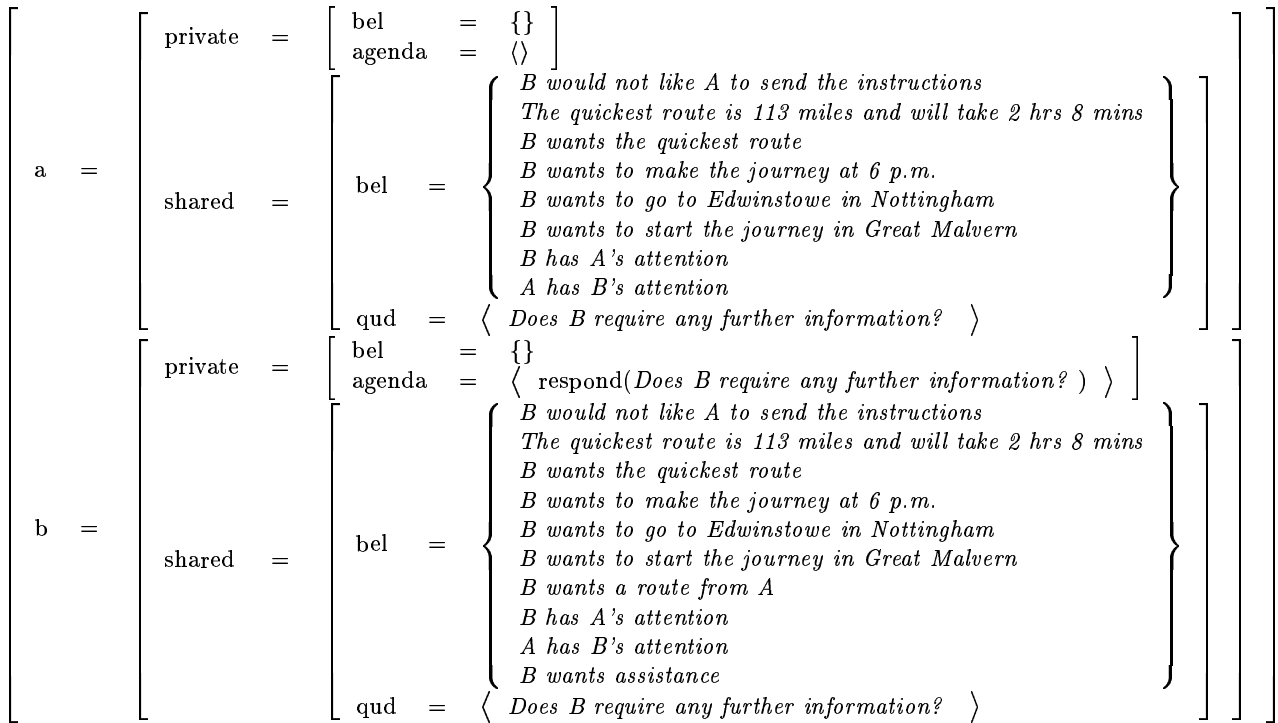 private = bel = {}
agenda = ⟨⟩
B would not like A to send the instructions
The quickest route is 113 miles and will take 2 hrs 8 mins
B wants the quickest route
a = B wants to make the journey at 6 p.m.
shared = bel = B wants to go to Edwinstowe in Nottingham
B wants to start the journey in Great Malvern
B has A's attention
A has B's attention
qud = ⟨ Does B require any further information? ⟩
private = bel = {}
agenda = ⟨ respond(Does B require any further information? ) ⟩
B would not like A to send the instructions
The quickest route is 113 miles and will take 2 hrs 8 mins
B wants the quickest route
B wants to make the journey at 6 p.m.
b = B wants to go to Edwinstowe in Nottingham
shared = bel = B wants to start the journey in Great Malvern
B wants a route from A
B has A's attention
A has B's attention
B wants assistance
qud = ⟨ Does B require any further information? ⟩